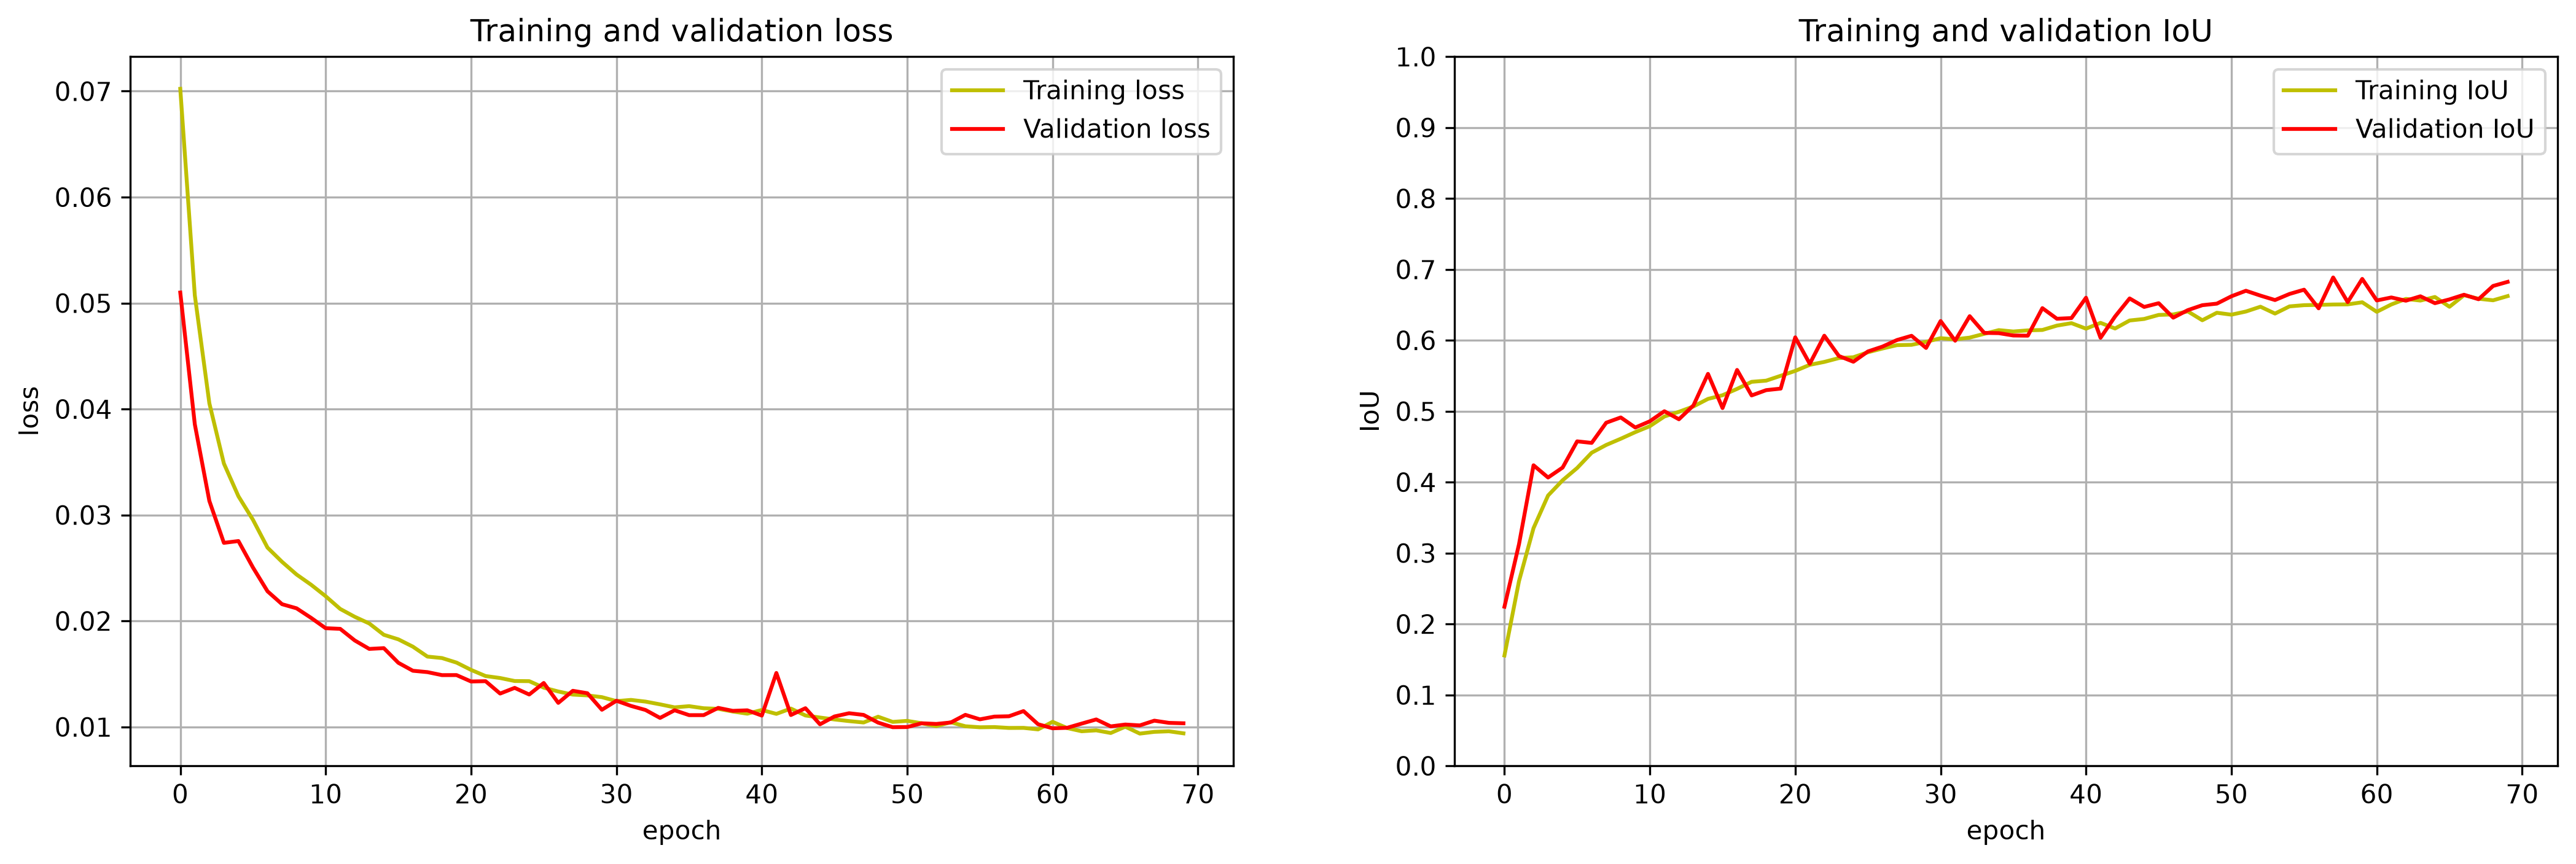 Training and validation loss
Training loss
Validation loss
0.07
0.06
0.05
0.04
0.03
0.02
0.01
loss
0 10 20 30 40 50 60 70
epoch
Training and validation IoU
Training IoU
Validation IoU
1.0
0.9
0.8
0.7
0.6
0.5
0.4
0.3
0.2
0.1
0.0
IoU
0 10 20 30 40 50 60 70
epoch